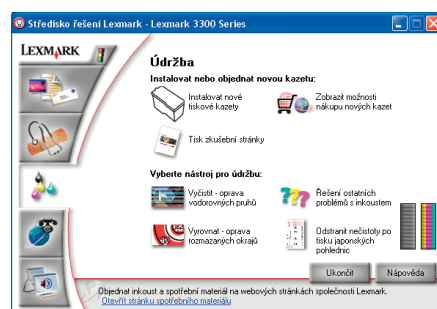 Středisko řešení Lexmark - Lexmark 3300 Series
LEXMARK
Údržba
Instalovat nebo objednat novou kazetu:
Instalovat nové
tiskové kazety
Zobrazit možnosti
nákupu nových kazet
Tisk zkušební stránky
Vyberte nástroj pro údržbu:
Vyčistit - oprava
vodorovných pruhů
Řešení ostatních
problémů s inkoustem
Vyrovnat - oprava
rozmazaných okrajů
Odstranit nečistoty po
tisku japonských
pohlednic
Ukončit
Nápověda
Objednat inkoust a spotřební materiál na webových stránkách společnosti Lexmark.
Otevřít stránku spotřebního materiálu